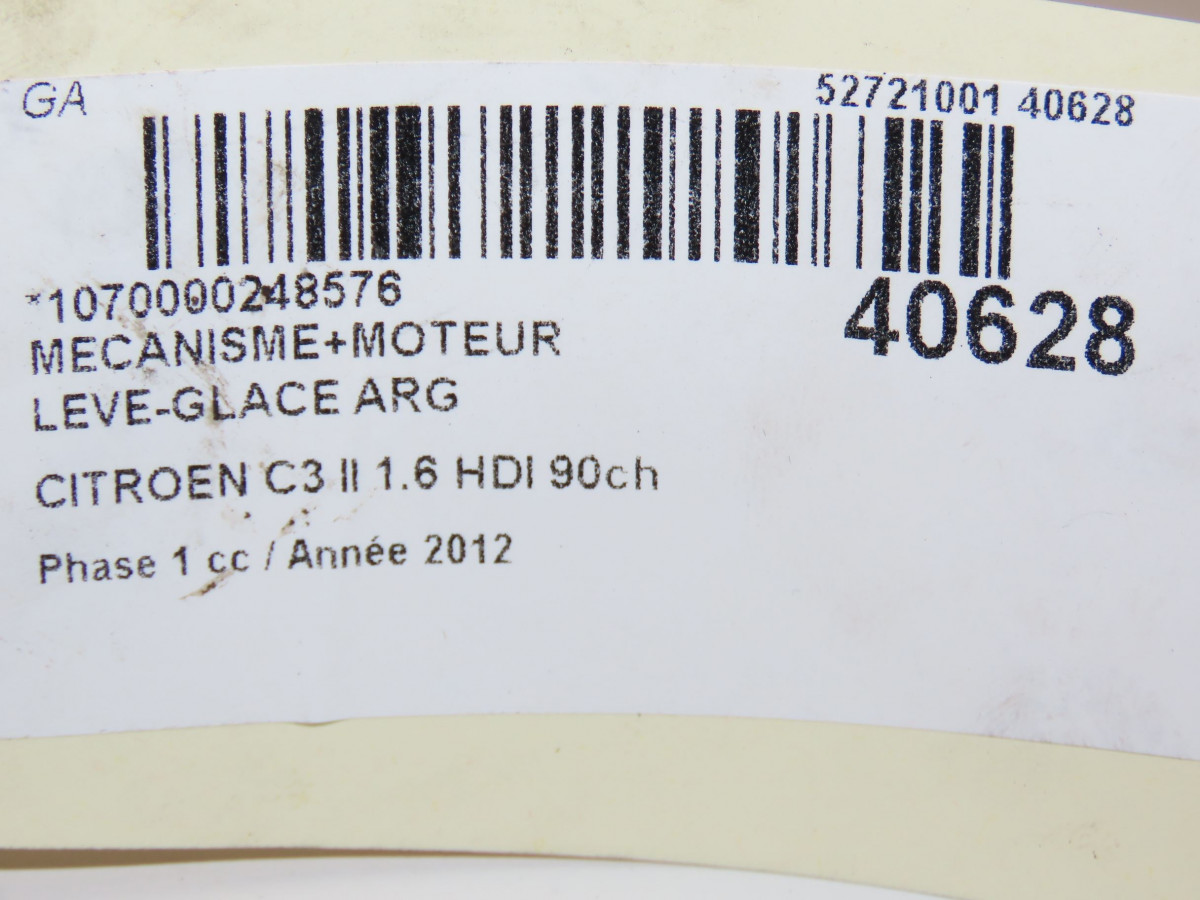 GA
52721001 40628
*1070000248576
40628
MECANISME+MOTEUR
LEVE-GLACE ARG
CITROEN C3 II 1.6 HDI 90ch
Phase 1 cc / Année 2012